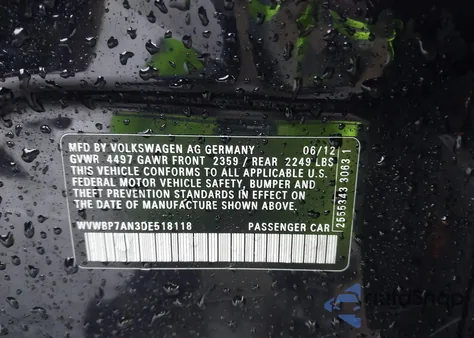 MFD BY VOLKSWAGEN AG GERMANY 06/12
GVWR 4497 GAWR FRONT 2359 / REAR 2249 LBS
THIS VEHICLE CONFORMS TO ALL APPLICABLE U.S.
FEDERAL MOTOR VEHICLE SAFETY, BUMPER AND
THEFT PREVENTION STANDARDS IN EFFECT ON
THE DATE OF MANUFACTURE SHOWN ABOVE.
WVWBP7AN3DE518118 PASSENGER CAR
2555343 3063 1
AutoShop